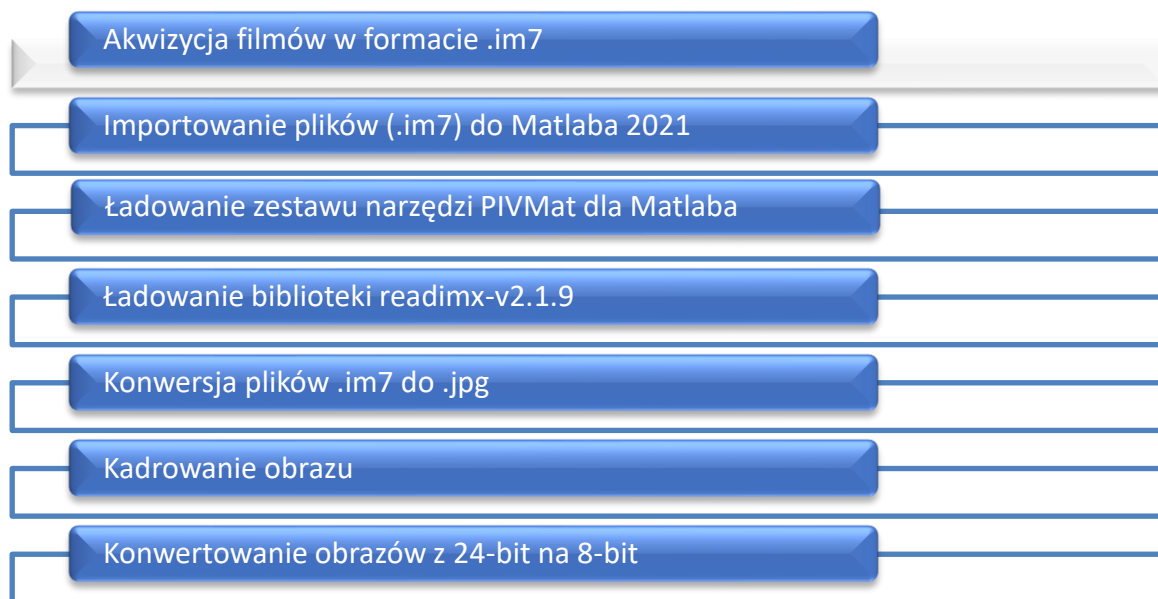 Akwizycja filmów w formacie .im7
Importowanie plików (.im7) do Matlaba 2021
Ładowanie zestawu narzędzi PIVMat dla Matlaba
Ładowanie biblioteki readimx-v2.1.9
Konwersja plików .im7 do .jpg
Kadrowanie obrazu
Konwertowanie obrazów z 24-bit na 8-bit